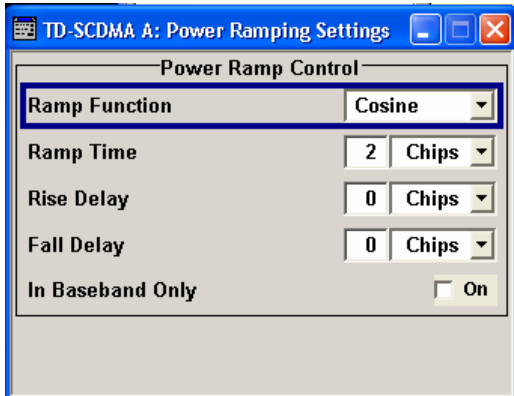 TD-SCDMA A: Power Ramping Settings
Power Ramp Control
Ramp Function Cosine
Ramp Time 2 Chips
Rise Delay 0 Chips
Fall Delay 0 Chips
In Baseband Only On